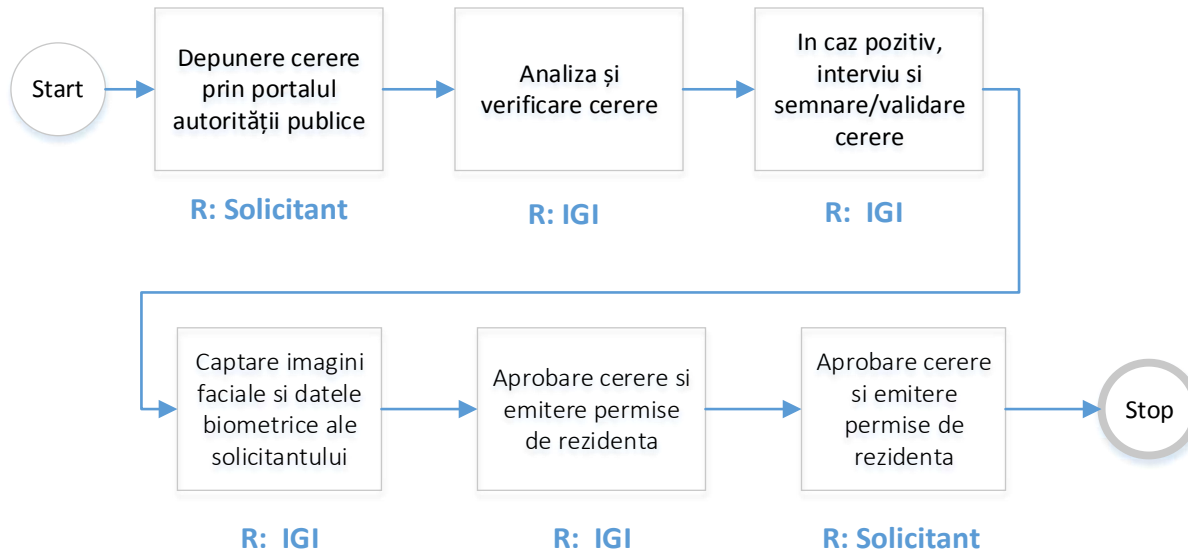 Start
Depunere cerere
prin portalul
autorității publice
R: Solicitant
Analiza și
verificare cerere
R: IGI
In caz pozitiv,
interviu si
semnare/validare
cerere
R: IGI
Captare imagini
faciale si datele
biometrice ale
solicitantului
R: IGI
Aprobare cerere si
emitere permise
de rezidenta
R: IGI
Aprobare cerere
si emitere
permise de
rezidenta
R: Solicitant
Stop